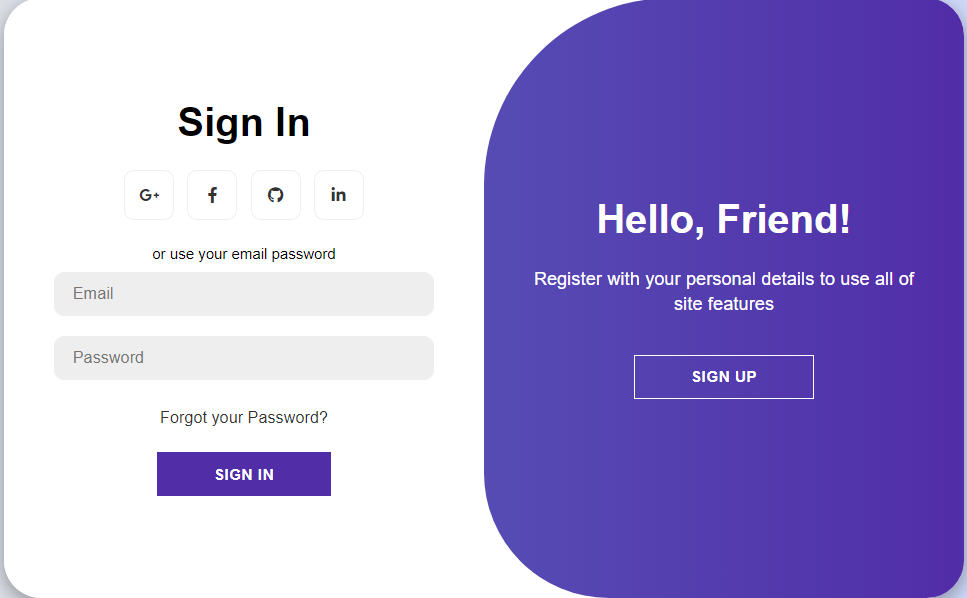 Sign In
G+
f
in
or use your email password
Email
Password
Forgot your Password?
SIGN IN
Hello, Friend!
Register with your personal details to use all of
site features
SIGN UP